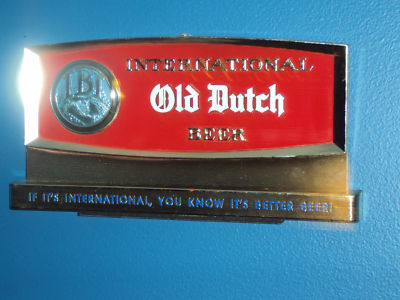 INTERNATIONAL
I.B.I.
Old Dutch
BEER
IF IT'S INTERNATIONAL, YOU KNOW IT'S BETTER BEER!